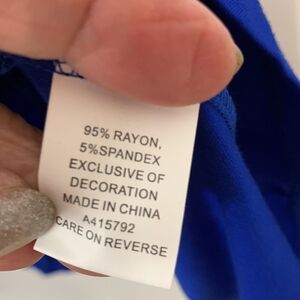 95% RAYON,
5%SPANDEX
EXCLUSIVE OF
DECORATION
MADE IN CHINA
A415792
CARE ON REVERSE